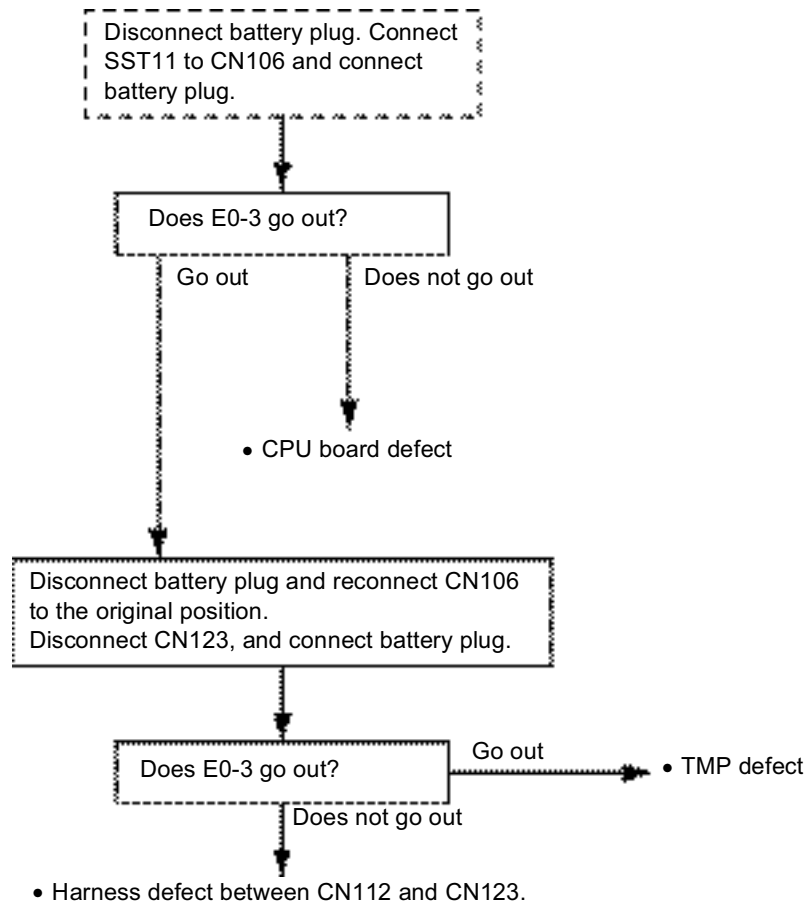 Disconnect battery plug. Connect
SST11 to CN106 and connect
battery plug.
Does E0-3 go out?
Go out
Does not go out
• CPU board defect
Disconnect battery plug and reconnect CN106
to the original position.
Disconnect CN123, and connect battery plug.
Does E0-3 go out?
Go out
• TMP defect
Does not go out
• Harness defect between CN112 and CN123.